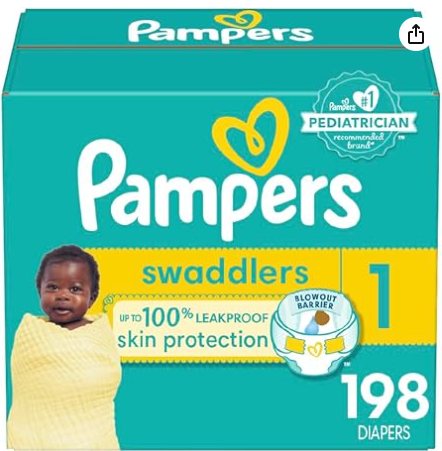 Pampers
Pampers #1
PEDIATRICIAN
recommended
brand*
Pampers
swaddlers
1
UP TO 100% LEAKPROOF
skin protection
BLOWOUT
BARRIER
198
DIAPERS